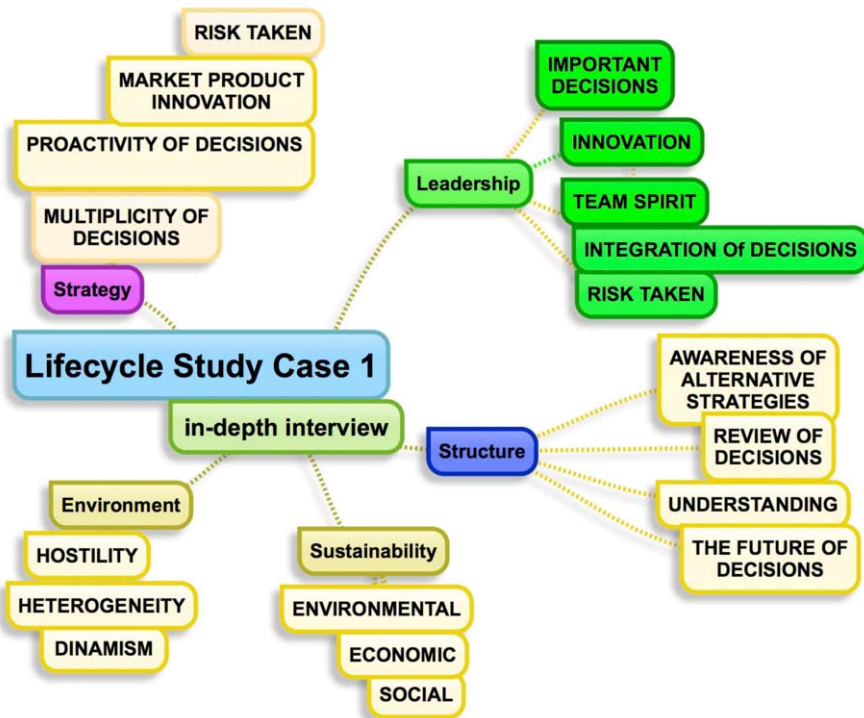 RISK TAKEN
MARKET PRODUCT
INNOVATION
PROACTIVITY OF DECISIONS
MULTIPLICITY OF
DECISIONS
Strategy
Lifecycle Study Case 1
in-depth interview
Leadership
IMPORTANT
DECISIONS
INNOVATION
TEAM SPIRIT
INTEGRATION Of DECISIONS
RISK TAKEN
Structure
AWARENESS OF
ALTERNATIVE
STRATEGIES
REVIEW OF
DECISIONS
UNDERSTANDING
THE FUTURE OF
DECISIONS
Environment
HOSTILITY
HETEROGENEITY
DINAMISM
Sustainability
ENVIRONMENTAL
ECONOMIC
SOCIAL